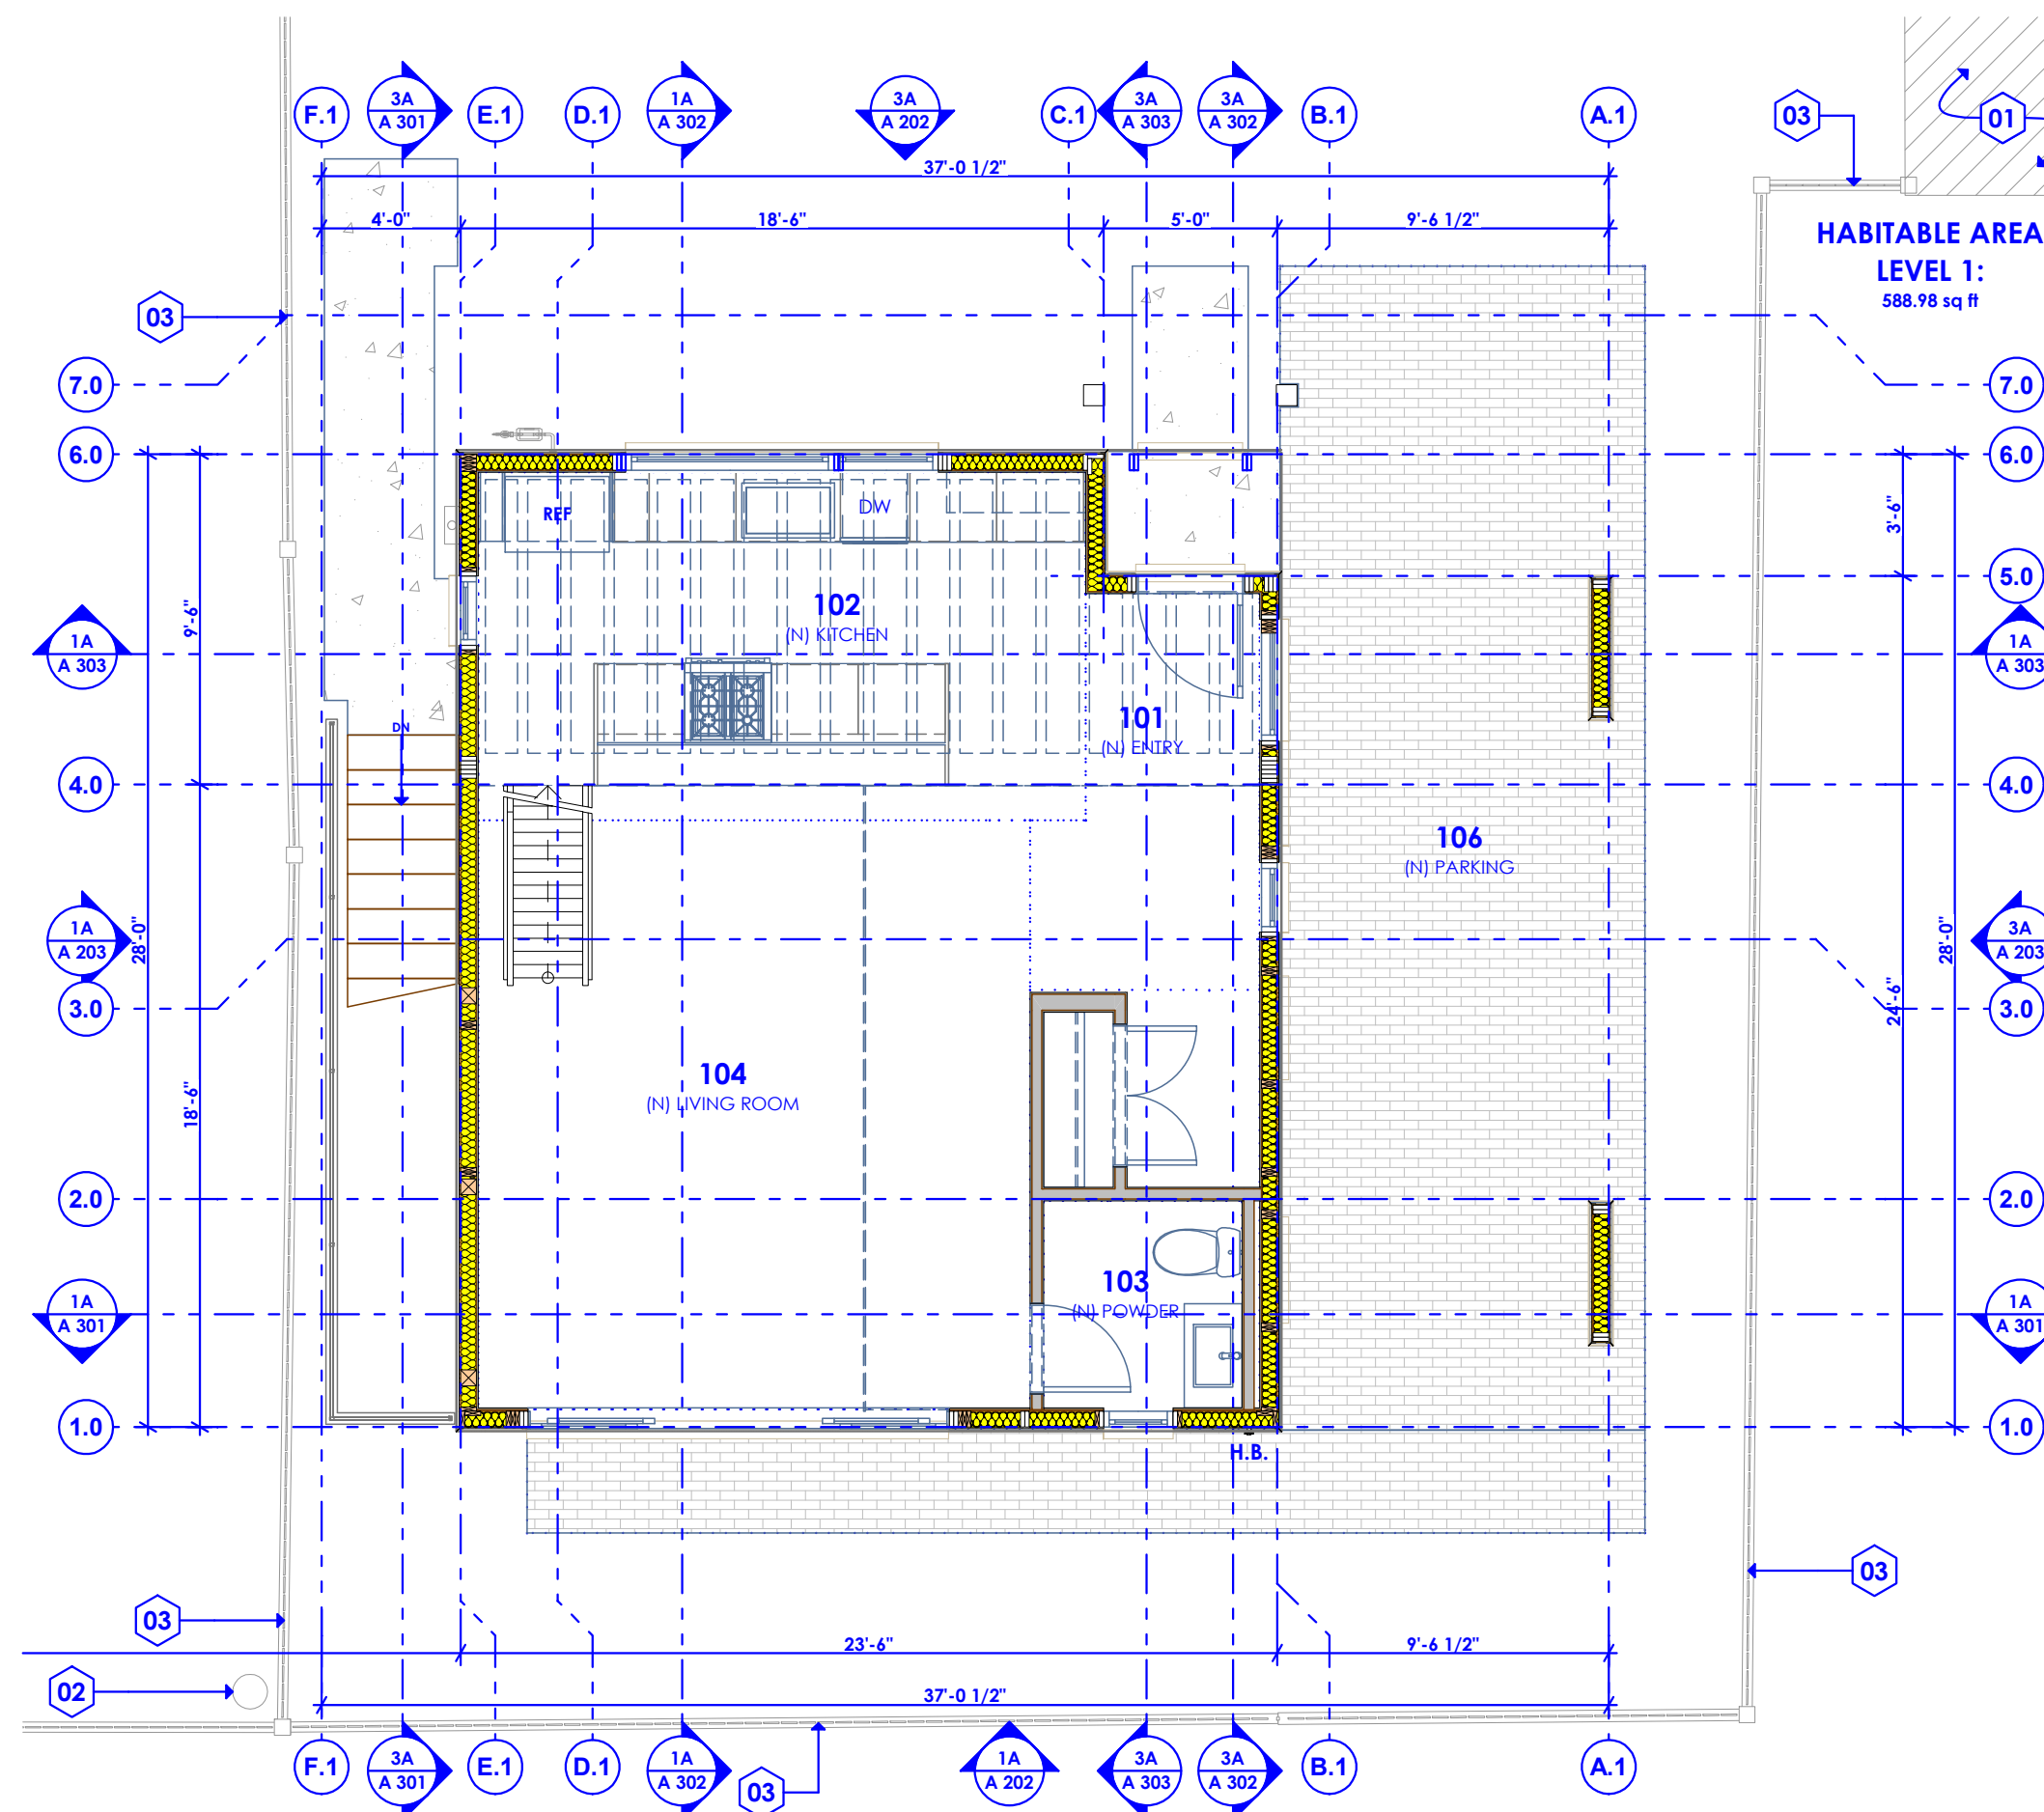 F.1
3A
A 301
E.1
D.1
1A
A 302
3A
A 202
C.1
3A
A 303
3A
A 302
B.1
A.1
03
01
37'-0 1/2"
4'-0"
18'-6"
5'-0"
9'-6 1/2"
HABITABLE AREA
LEVEL 1:
588.98 sq ft
03
7.0
7.0
6.0
6.0
REF
DW
3'-6"
5.0
9'-6"
102
(N) KITCHEN
1A
A 303
1A
A 303
101
(N) ENTRY
DN
4.0
4.0
106
(N) PARKING
1A
A 203
28'-0"
28'-0"
3A
A 203
3.0
24'-6"
3.0
104
(N) LIVING ROOM
18'-6"
2.0
2.0
103
(N) POWDER
1A
A 301
1A
A 301
1.0
1.0
H.B.
03
03
23'-6"
9'-6 1/2"
02
37'-0 1/2"
F.1
3A
A 301
E.1
D.1
1A
A 302
03
1A
A 202
3A
A 303
3A
A 302
B.1
A.1